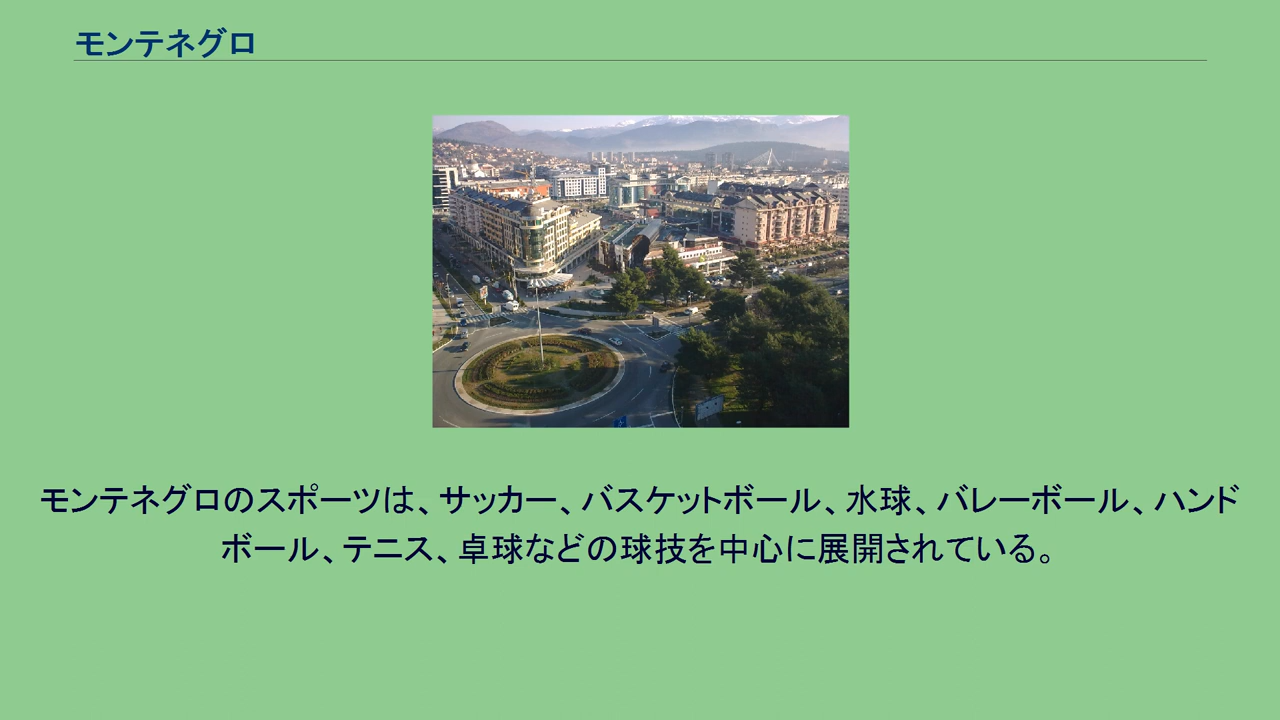 モンテネグロ
モンテネグロのスポーツは、サッカー、バスケットボール、水球、バレーボール、ハンド
ボール、テニス、卓球などの球技を中心に展開されている。